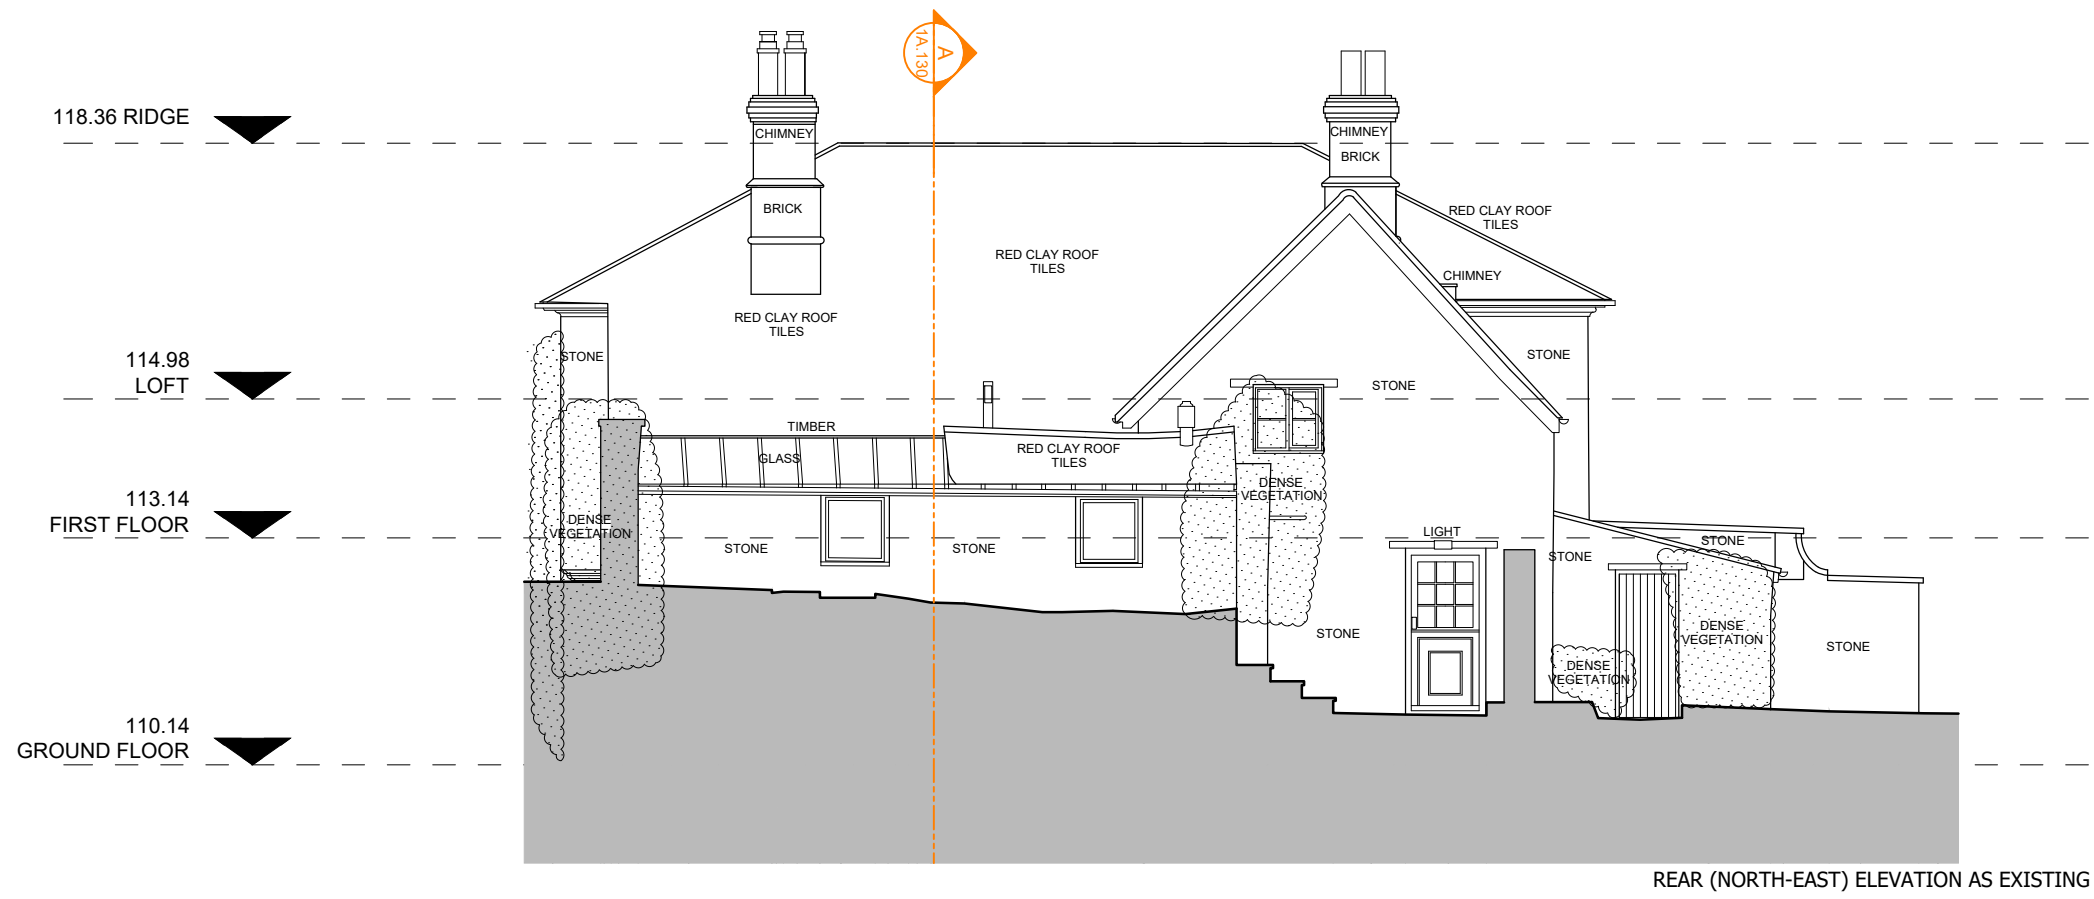 A
1A.130
118.36 RIDGE
CHIMNEY
CHIMNEY
BRICK
BRICK
RED CLAY ROOF
TILES
RED CLAY ROOF
TILES
CHIMNEY
RED CLAY ROOF
TILES
114.98
LOFT
STONE
STONE
STONE
TIMBER
GLASS
RED CLAY ROOF
TILES
DENSE
VEGETATION
113.14
FIRST FLOOR
DENSE
VEGETATION
STONE
STONE
LIGHT
STONE
STONE
STONE
DENSE
VEGETATION
DENSE
VEGETATION
STONE
110.14
GROUND FLOOR
REAR (NORTH-EAST) ELEVATION AS EXISTING